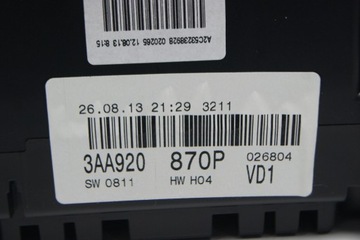 A2C53238928 020265 12.08.13 8:15
26.08.13 21:29 3211
3AA920 870P 026804
SW 0811 HW H04 VD1